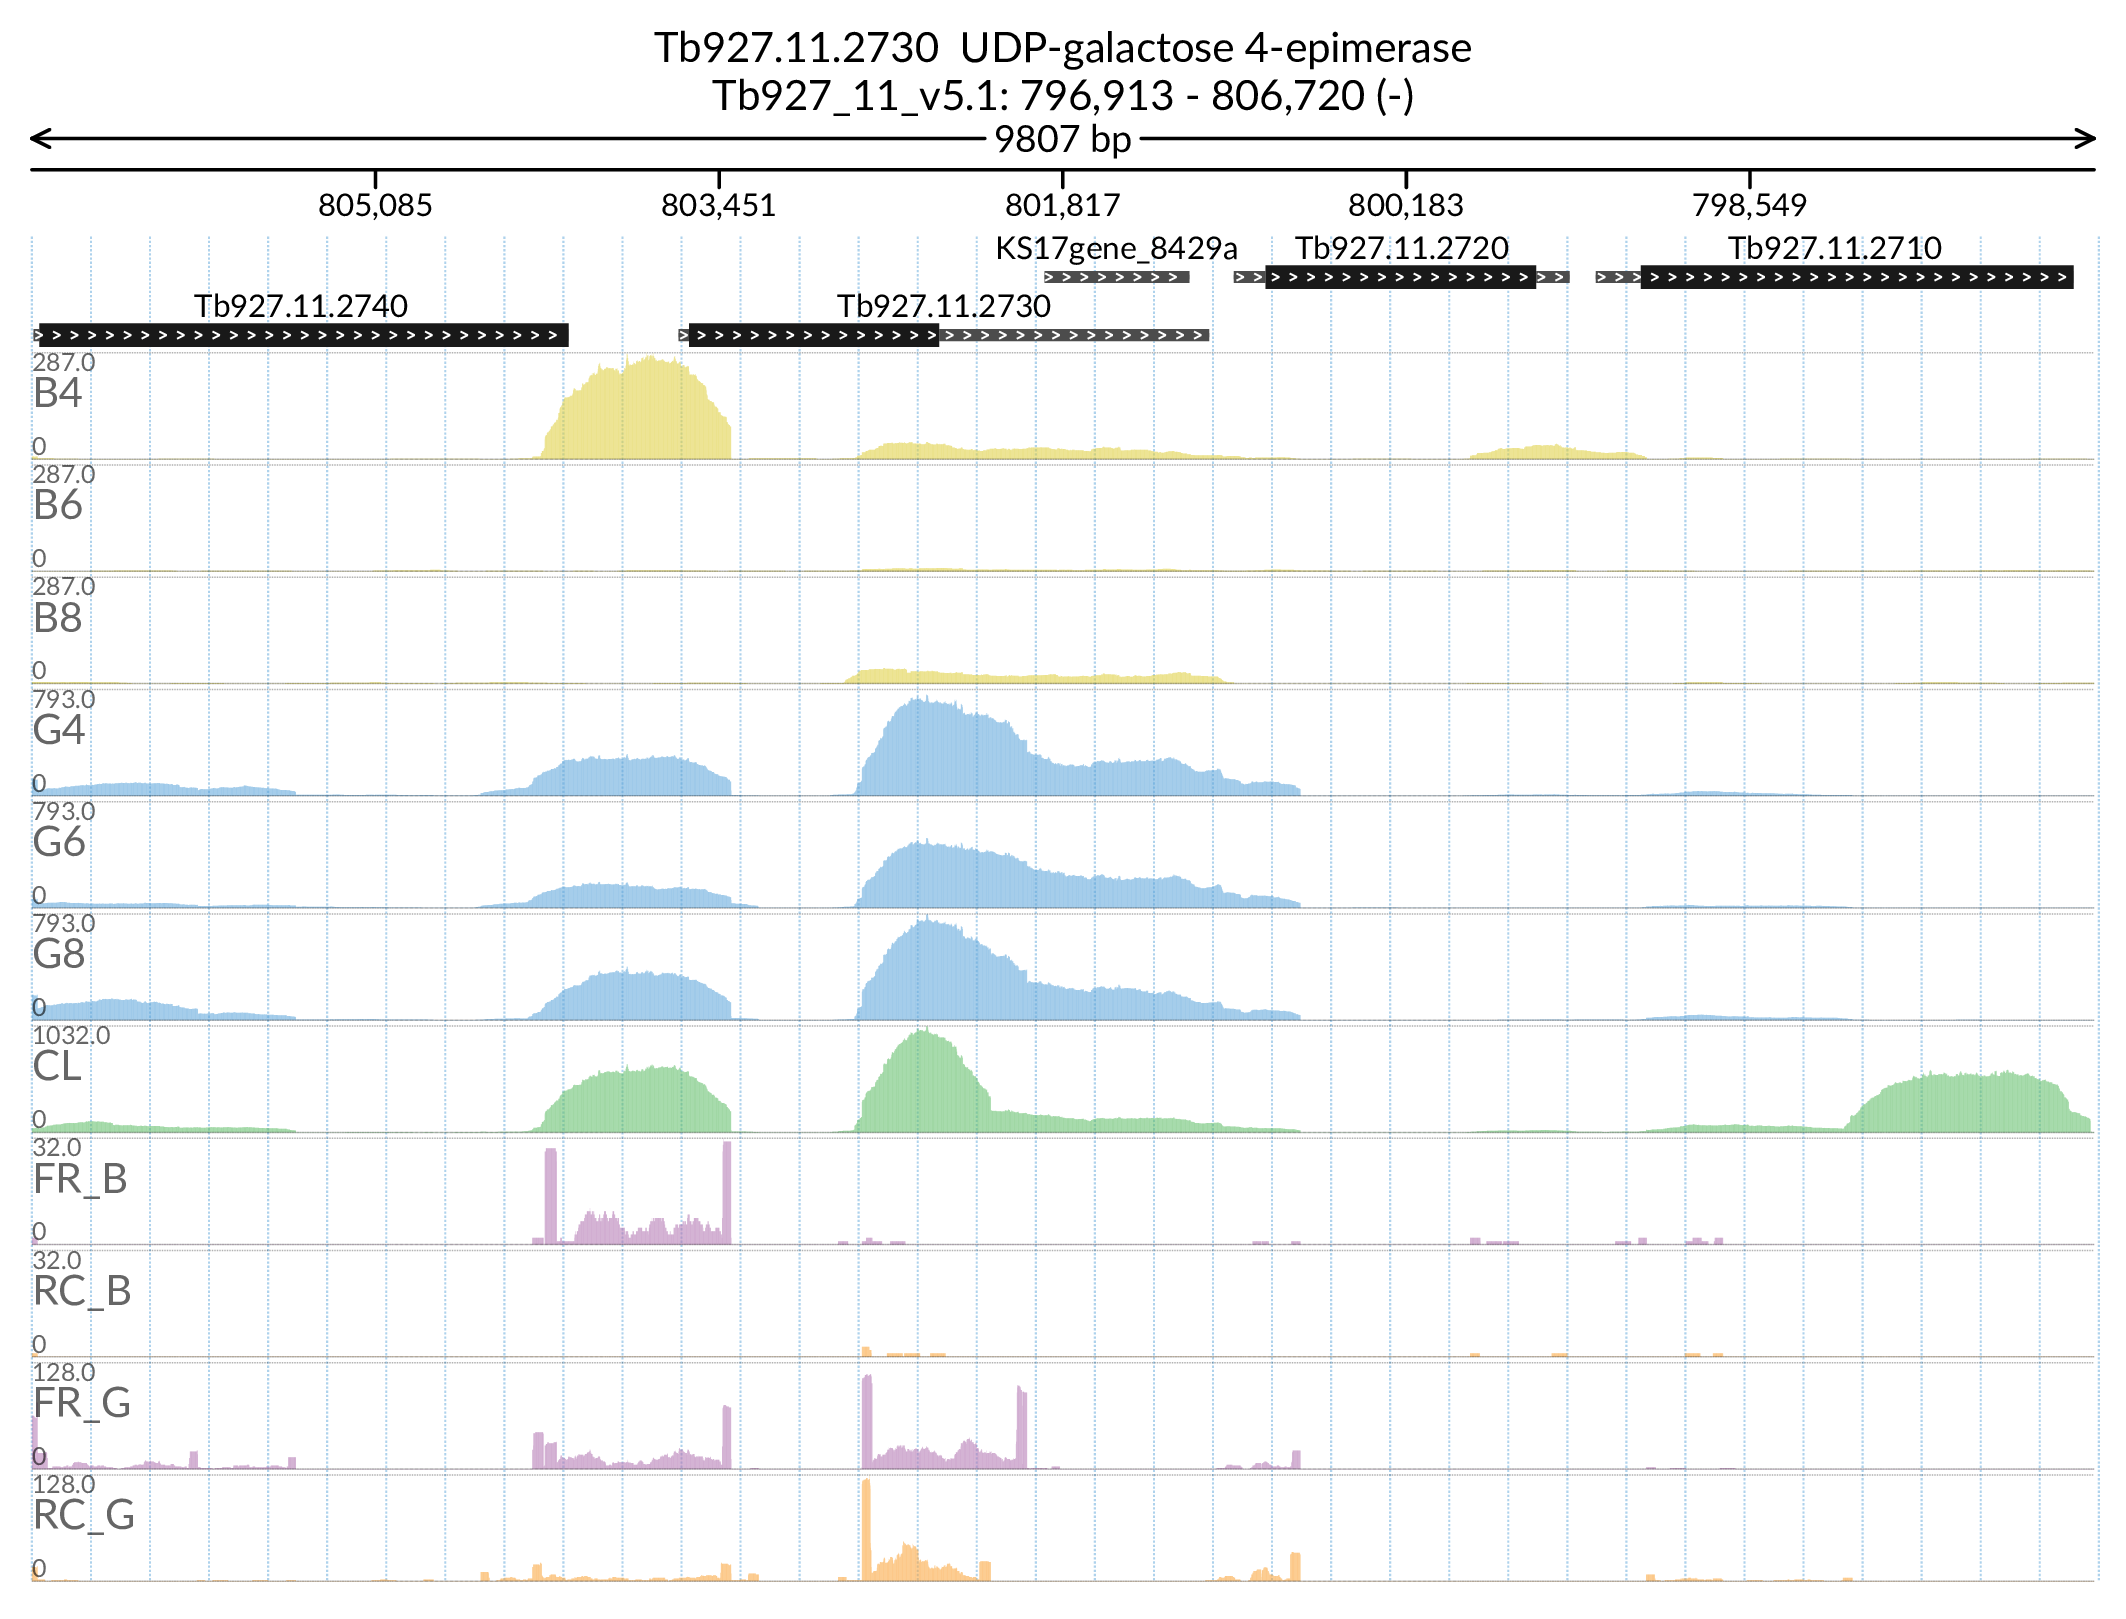 Tb927.11.2730  UDP-galactose 4-epimerase
Tb927_11_v5.1: 796,913 - 806,720 (-)
9807 bp
805,085 803,451 801,817 800,183 798,549
KS17gene_8429a Tb927.11.2720 Tb927.11.2710
Tb927.11.2740 Tb927.11.2730
287.0
B4
0
287.0
B6
0
287.0
B8
0
793.0
G4
0
793.0
G6
0
793.0
G8
0
1032.0
CL
0
32.0
FR_B
0
32.0
RC_B
0
128.0
FR_G
0
128.0
RC_G
0